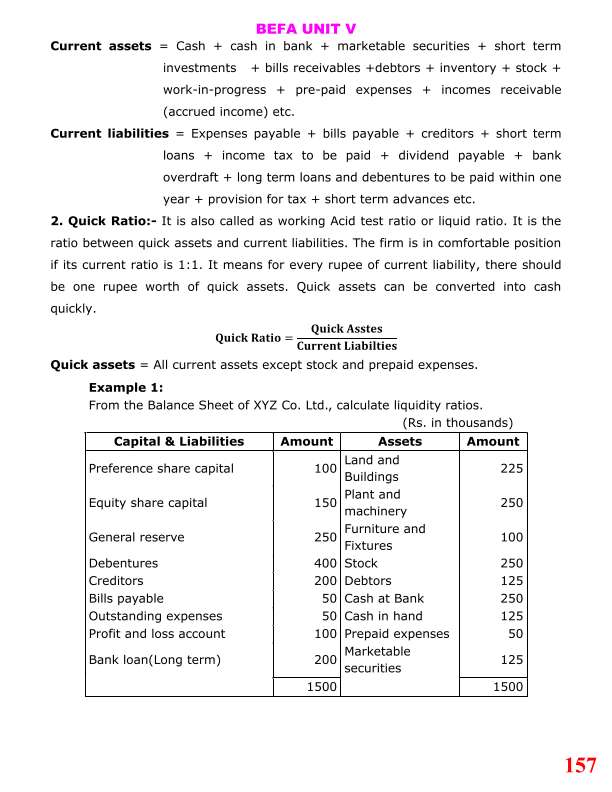 BEFA UNIT V
Current assets = Cash + cash in bank + marketable securities + short term
investments + bills receivables +debtors + inventory + stock +
work-in-progress + pre-paid expenses + incomes receivable
(accrued income) etc.
Current liabilities = Expenses payable + bills payable + creditors + short term
loans + income tax to be paid + dividend payable + bank
overdraft + long term loans and debentures to be paid within one
year + provision for tax + short term advances etc.
2. Quick Ratio:- It is also called as working Acid test ratio or liquid ratio. It is the
ratio between quick assets and current liabilities. The firm is in comfortable position
if its current ratio is 1:1. It means for every rupee of current liability, there should
be one rupee worth of quick assets. Quick assets can be converted into cash
quickly.
Quick Asstes
Quick Ratio =
Current Liabilties
Quick assets = All current assets except stock and prepaid expenses.
Example 1:
From the Balance Sheet of XYZ Co. Ltd., calculate liquidity ratios.
(Rs. in thousands)
Capital & Liabilities Amount Assets Amount
Preference share capital 100 Land and Buildings 225
Equity share capital 150 Plant and machinery 250
General reserve 250 Furniture and Fixtures 100
Debentures 400 Stock 250
Creditors 200 Debtors 125
Bills payable 50 Cash at Bank 250
Outstanding expenses 50 Cash in hand 125
Profit and loss account 100 Prepaid expenses 50
Bank loan(Long term) 200 Marketable securities 125
1500 1500
157